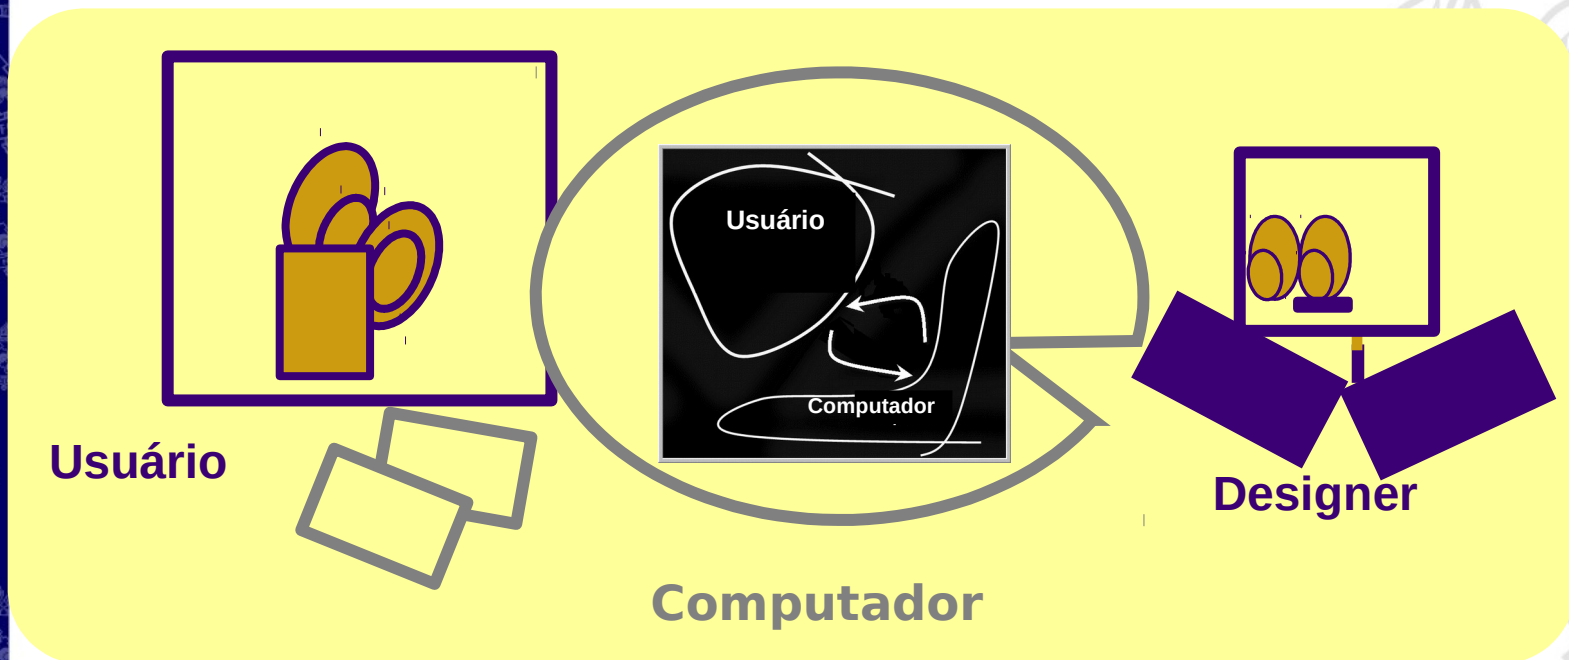 Usuário
Computador
Usuário
Designer
Computador